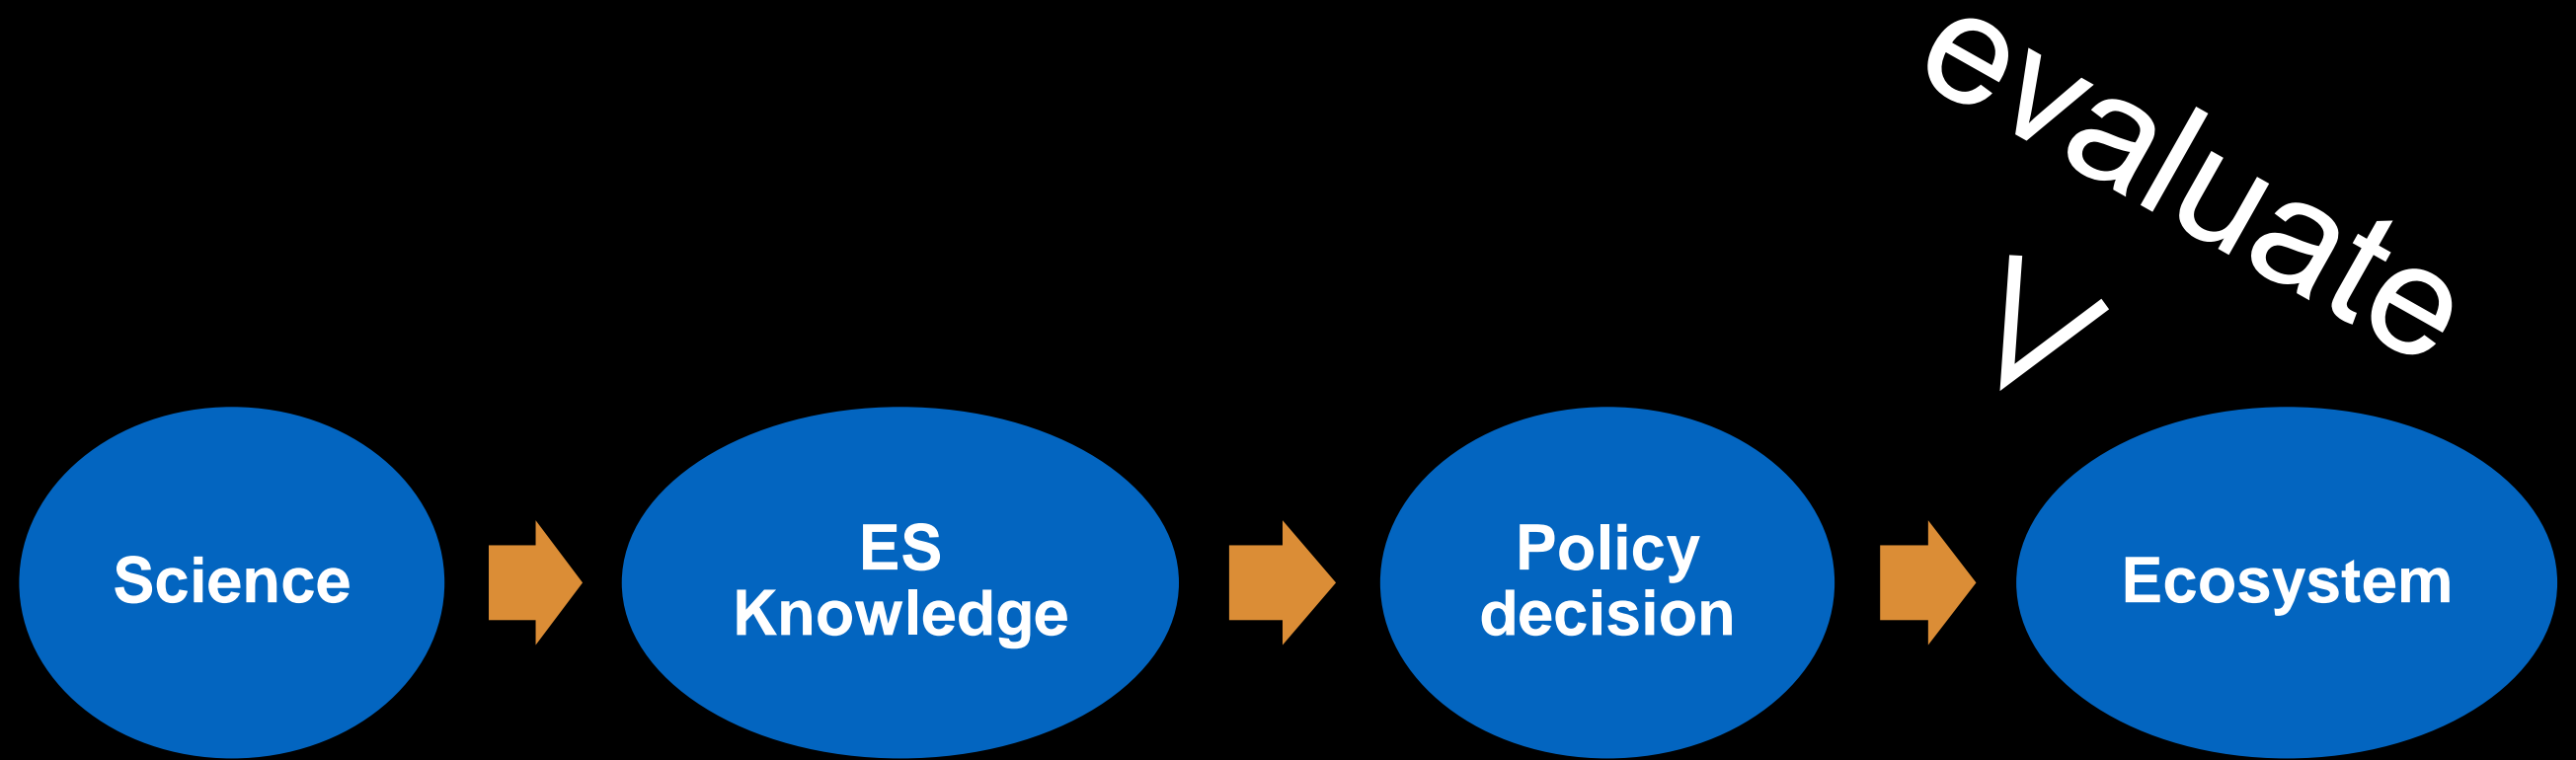 evaluate
V
Science
ES
Knowledge
Policy
decision
Ecosystem